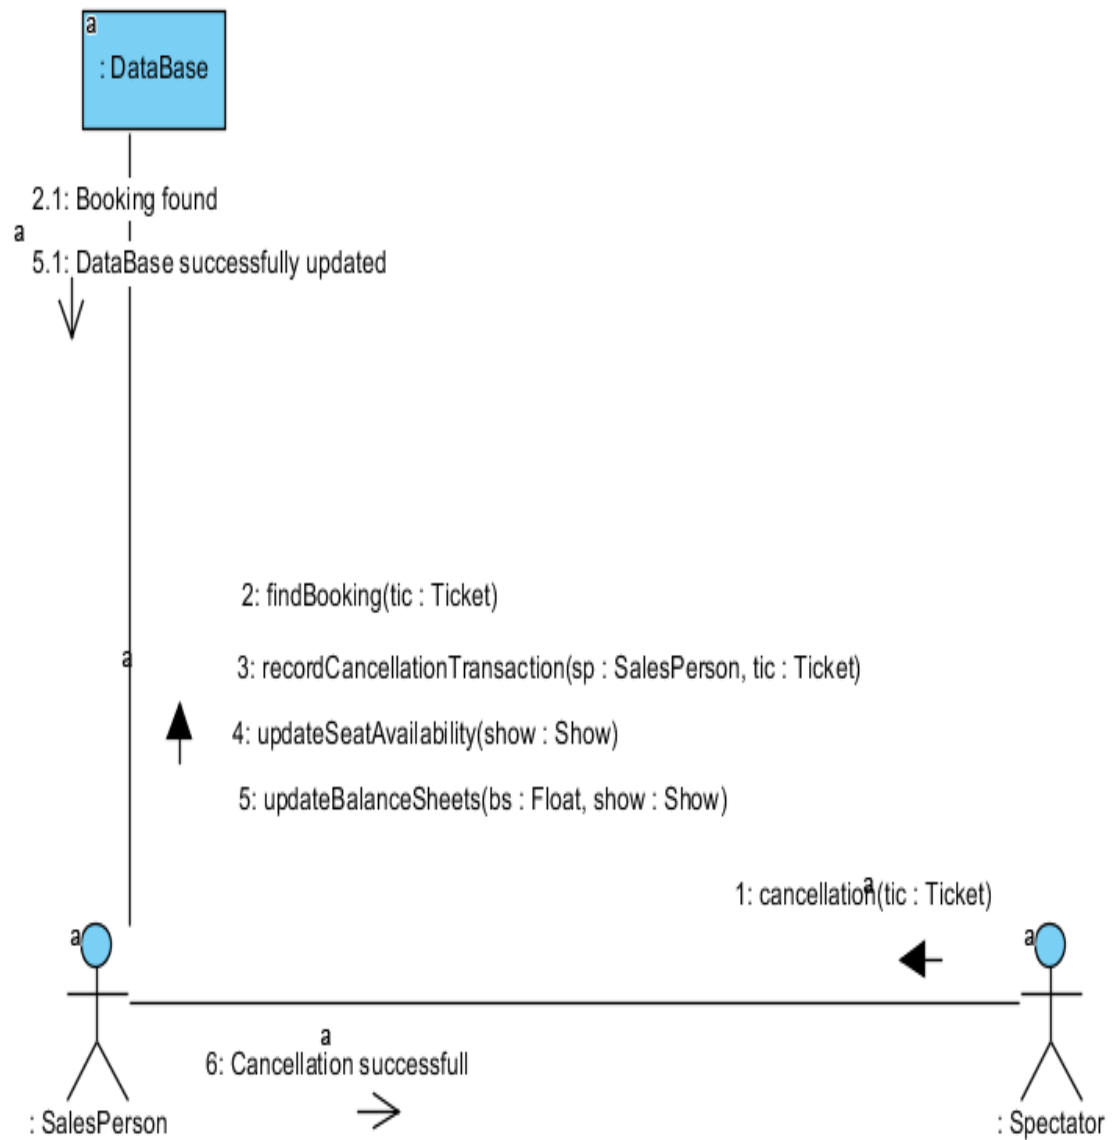 a
: DataBase
2.1: Booking found
a
5.1: DataBase successfully updated
2: findBooking(tic : Ticket)
a
3: recordCancellationTransaction(sp : SalesPerson, tic : Ticket)
4: updateSeatAvailability(show : Show)
5: updateBalanceSheets(bs : Float, show : Show)
a
1: cancellation(tic : Ticket)
a
a
a
6: Cancellation successfull
: SalesPerson
: Spectator